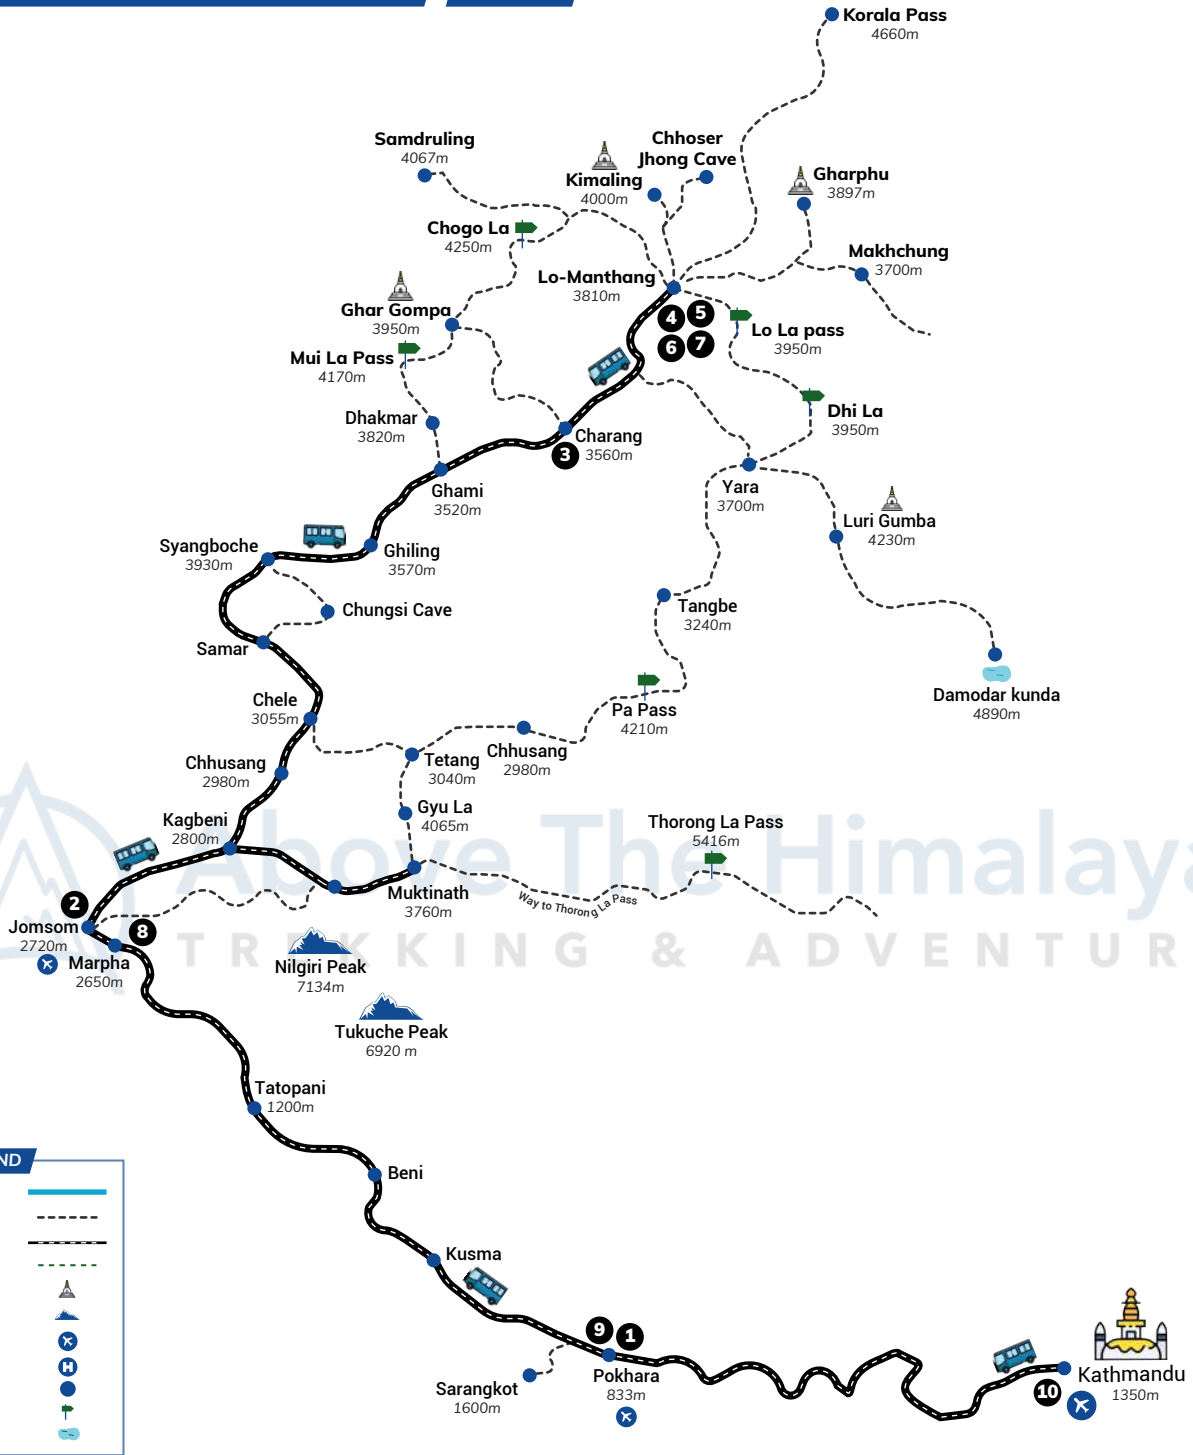 Korala Pass
4660m
Samdruling
4067m
Chhoser
Jhong Cave
Kimaling
4000m
Gharphu
3897m
Chogo La
4250m
Makhchung
3700m
Lo-Manthang
3810m
Ghar Gompa
3950m
4 5
6 7
Lo La pass
3950m
Mui La Pass
4170m
Dhakmar
3820m
Dhi La
3950m
Charang
3560m
3
Ghami
3520m
Yara
3700m
Luri Gumba
4230m
Syangboche
3930m
Ghiling
3570m
Chungsi Cave
Tangbe
3240m
Samar
Damodar kunda
4890m
Chele
3055m
Pa Pass
4210m
Chhusang
2980m
Tetang
3040m
Chhusang
2980m
Kagbeni
2800m
Gyu La
4065m
Thorong La Pass
5416m
Above The Himalaya
TREKKING & ADVENTUR
Muktinath
3760m
Way to Thorong La Pass
2
Jomsom
2720m
8
Marpha
2650m
Nilgiri Peak
7134m
Tukuche Peak
6920 m
Tatopani
1200m
ND
Beni
H
Kusma
9 1
Pokhara
833m
Sarangkot
1600m
Kathmandu
1350m
10